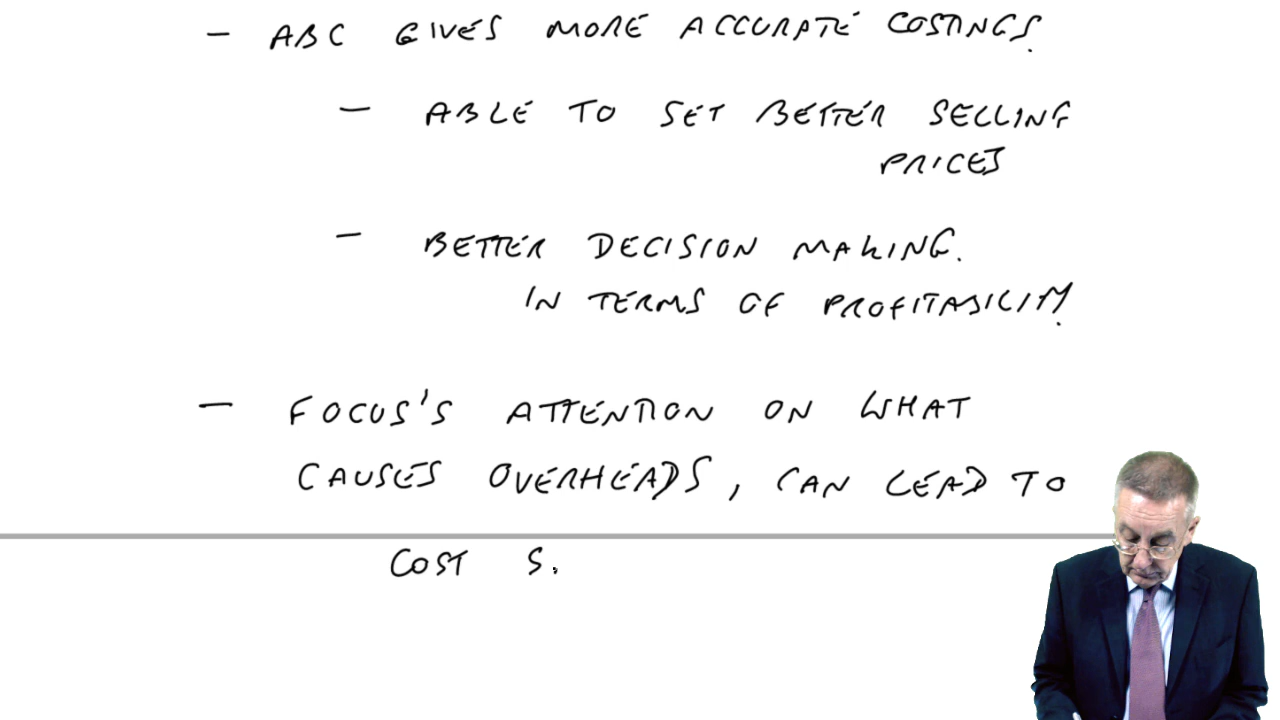 - ABC GIVES MORE ACCURATE COSTINGS.
- ABLE TO SET BETTER SELLING
PRICES
- BETTER DECISION MAKING.
IN TERMS OF PROFITABILITY.
- FOCUS'S ATTENTION ON WHAT
CAUSES OVERHEADS, CAN LEAD TO
COST S.